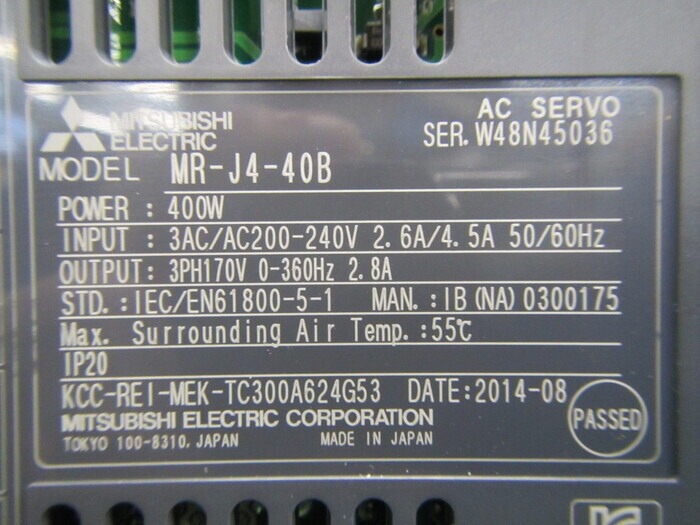 MITSUBISHI
ELECTRIC
AC SERVO
SER. W48N45036
MODEL MR-J4-40B
POWER : 400W
INPUT : 3AC/AC200-240V 2.6A/4.5A 50/60Hz
OUTPUT: 3PH170V 0-360Hz 2.8A
STD.: IEC/EN61800-5-1 MAN.: IB(NA)0300175
Max. Surrounding Air Temp.:55℃
IP20
KCC-REI-MEK-TC300A624G53 DATE:2014-08
MITSUBISHI ELECTRIC CORPORATION
TOKYO 100-8310, JAPAN MADE IN JAPAN
PASSED